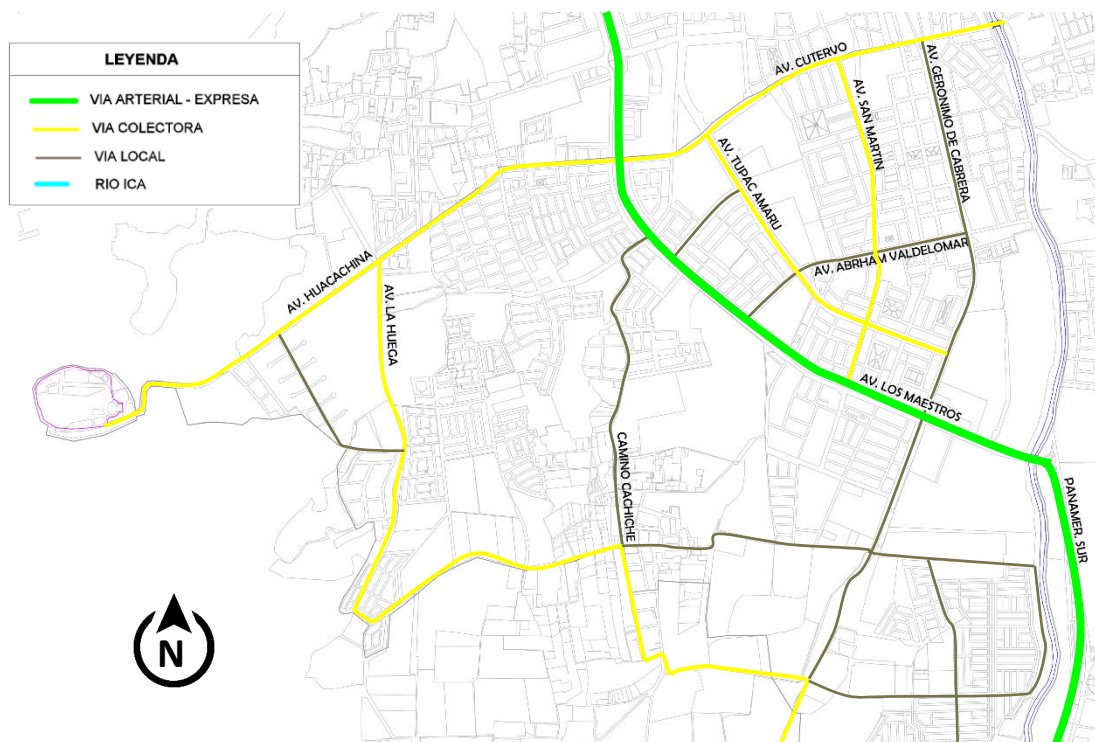 LEYENDA
VIA ARTERIAL - EXPRESA
VIA COLECTORA
VIA LOCAL
RIO ICA
AV. CUTERVO
AV. GERONIMO DE CABRERA
AV. SAN MARTIN
AV. TUPAC AMARU
AV. ABRHAM VALDELOMAR
AV. HUACACHINA
AV. LA HUEGA
AV. LOS MAESTROS
CAMINO CACHICHE
PANAMER. SUR
N